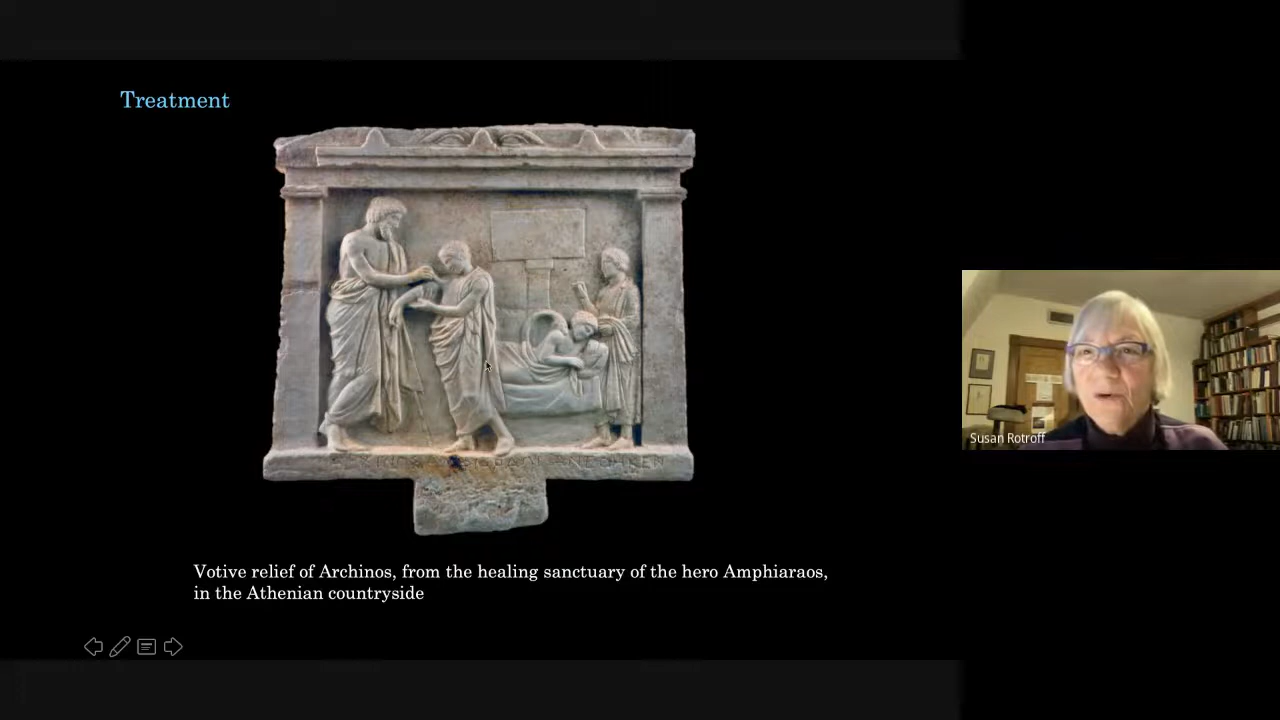 Treatment
Votive relief of Archinos, from the healing sanctuary of the hero Amphiaraos,
in the Athenian countryside
Susan Rotroff